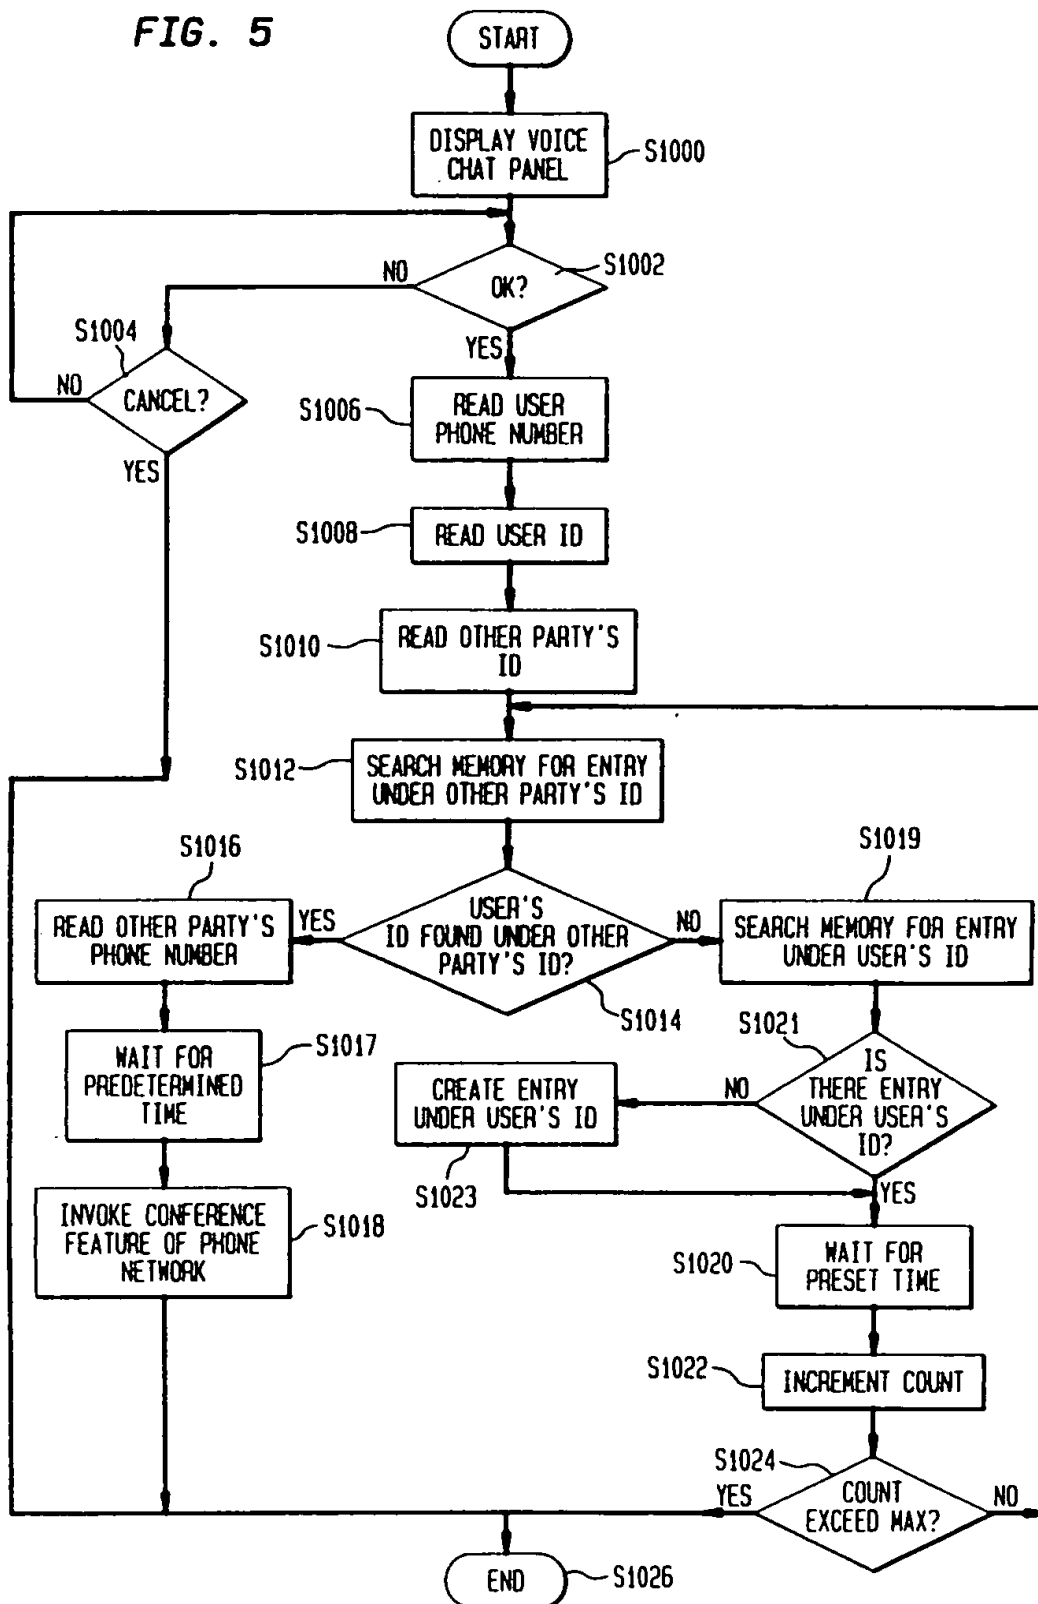 FIG. 5
START
DISPLAY VOICE
CHAT PANEL
S1000
S1002
NO
OK?
S1004
YES
NO
CANCEL?
S1006
READ USER
PHONE NUMBER
YES
S1008
READ USER ID
S1010
READ OTHER PARTY'S
ID
S1012
SEARCH MEMORY FOR ENTRY
UNDER OTHER PARTY'S ID
S1016
S1019
READ OTHER PARTY'S
PHONE NUMBER
YES
USER'S
ID FOUND UNDER OTHER
PARTY'S ID?
NO
SEARCH MEMORY FOR ENTRY
UNDER USER'S ID
S1014
S1021
WAIT FOR
PREDETERMINED
TIME
S1017
CREATE ENTRY
UNDER USER'S ID
NO
IS
THERE ENTRY
UNDER USER'S
ID?
S1023
YES
INVOKE CONFERENCE
FEATURE OF PHONE
NETWORK
S1018
S1020
WAIT FOR
PRESET TIME
S1022
INCREMENT COUNT
S1024
YES
COUNT
EXCEED MAX?
NO
END
S1026